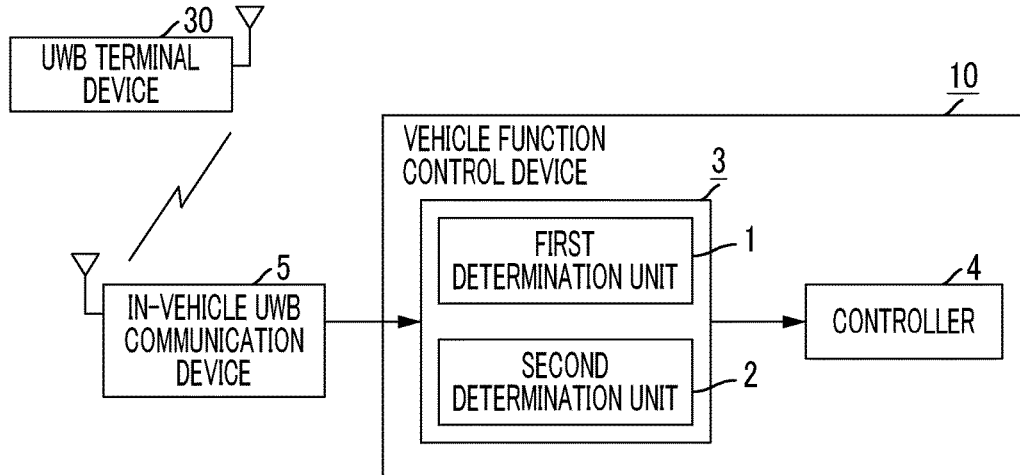 30
UWB TERMINAL
DEVICE
10
VEHICLE FUNCTION
CONTROL DEVICE
3
FIRST
DETERMINATION UNIT
1
5
IN-VEHICLE UWB
COMMUNICATION
DEVICE
4
CONTROLLER
SECOND
DETERMINATION UNIT
2